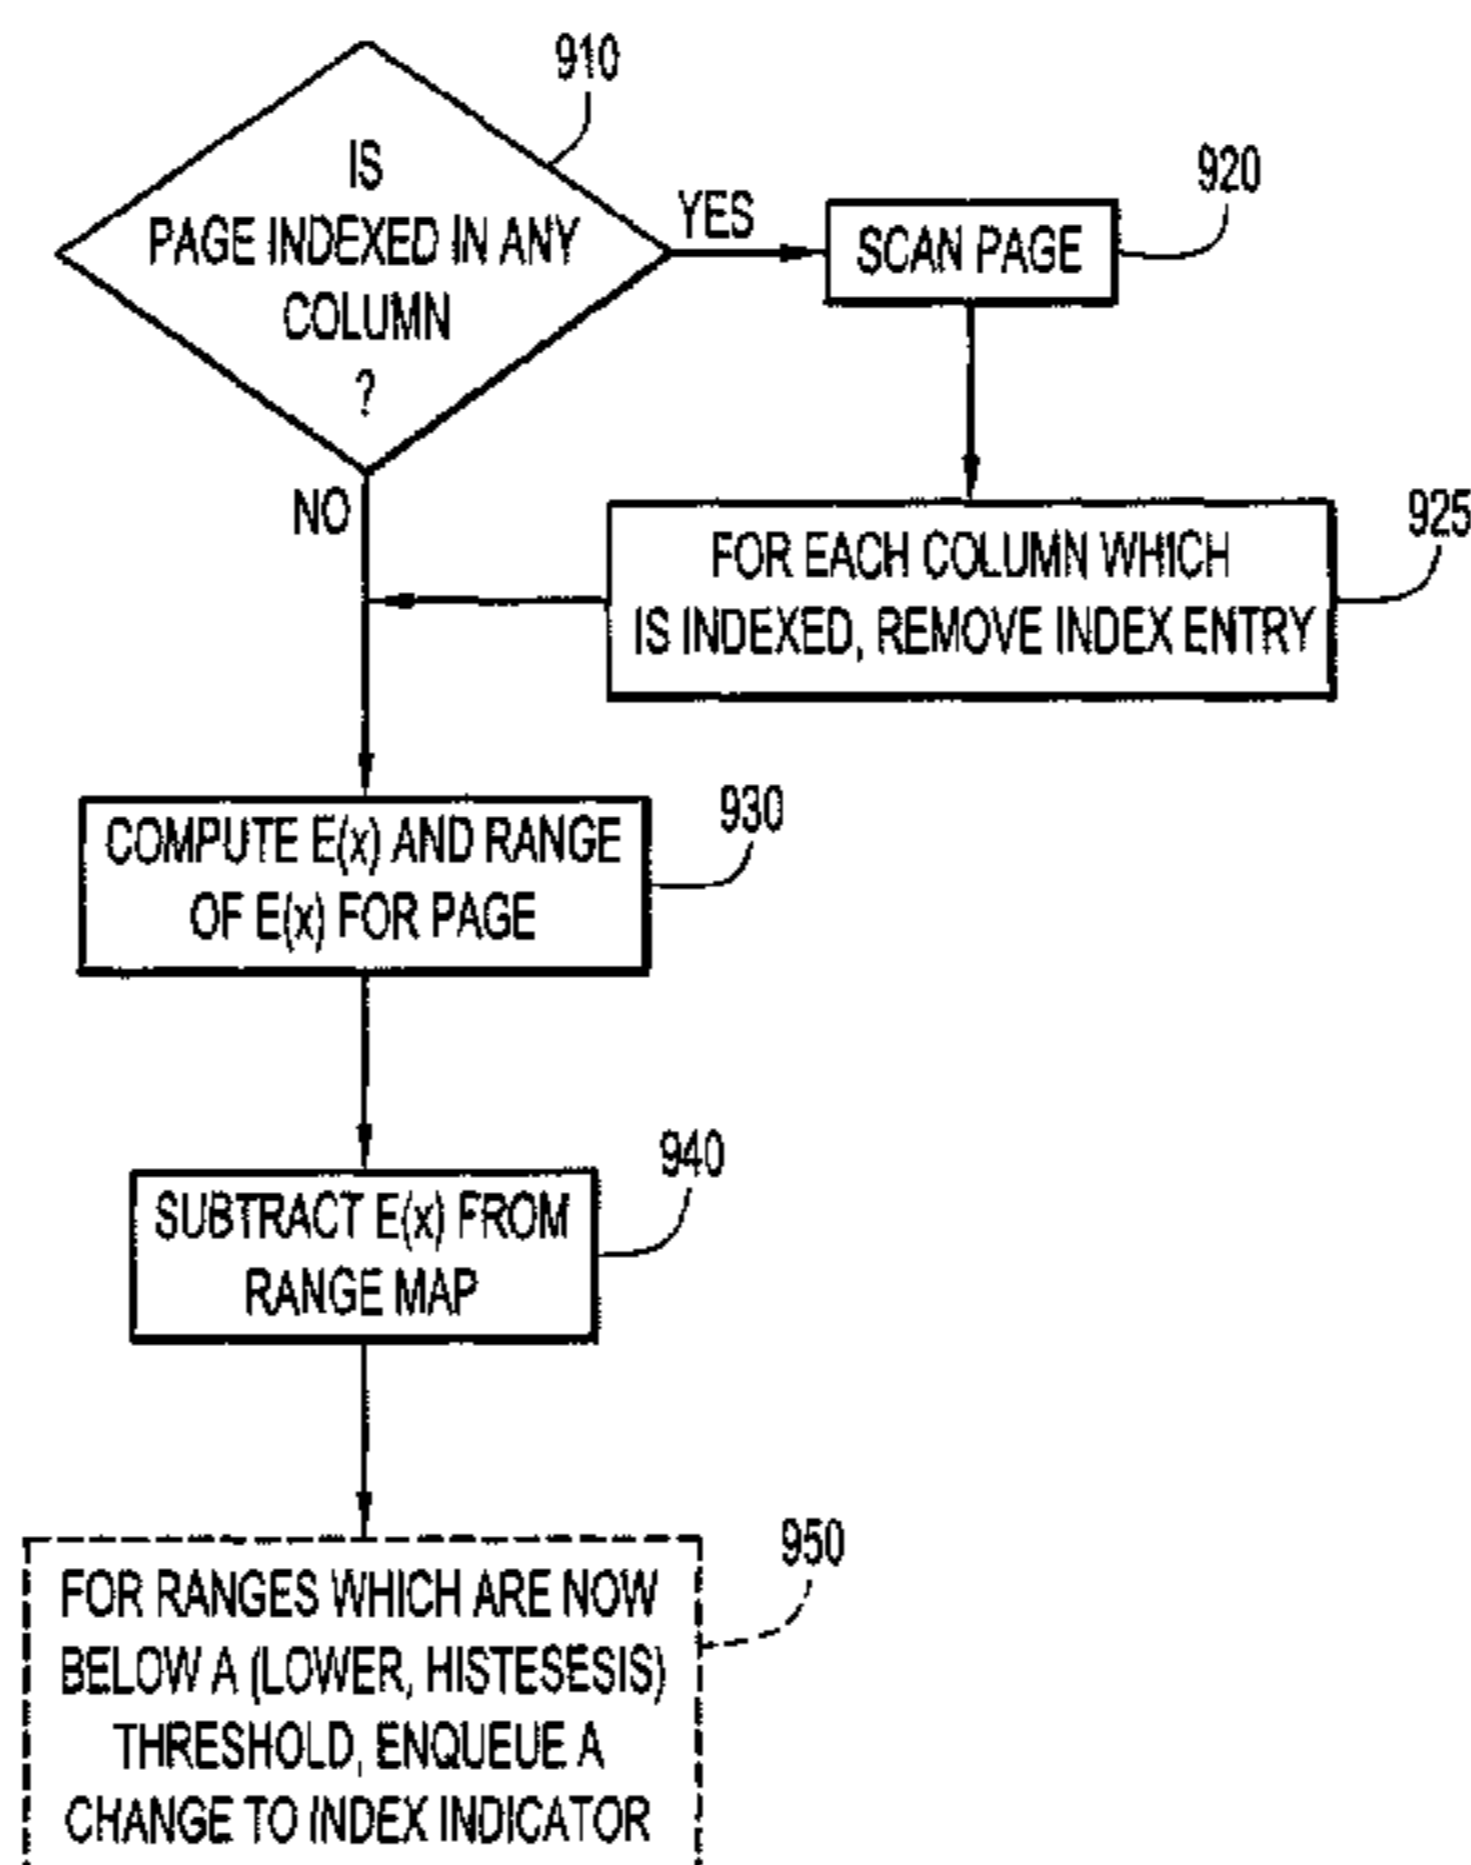 910
IS
PAGE INDEXED IN ANY
COLUMN
?
YES
920
SCAN PAGE
NO
925
FOR EACH COLUMN WHICH
IS INDEXED, REMOVE INDEX ENTRY
930
COMPUTE E(x) AND RANGE
OF E(x) FOR PAGE
940
SUBTRACT E(x) FROM
RANGE MAP
950
FOR RANGES WHICH ARE NOW
BELOW A (LOWER, HISTESESIS)
THRESHOLD, ENQUEUE A
CHANGE TO INDEX INDICATOR